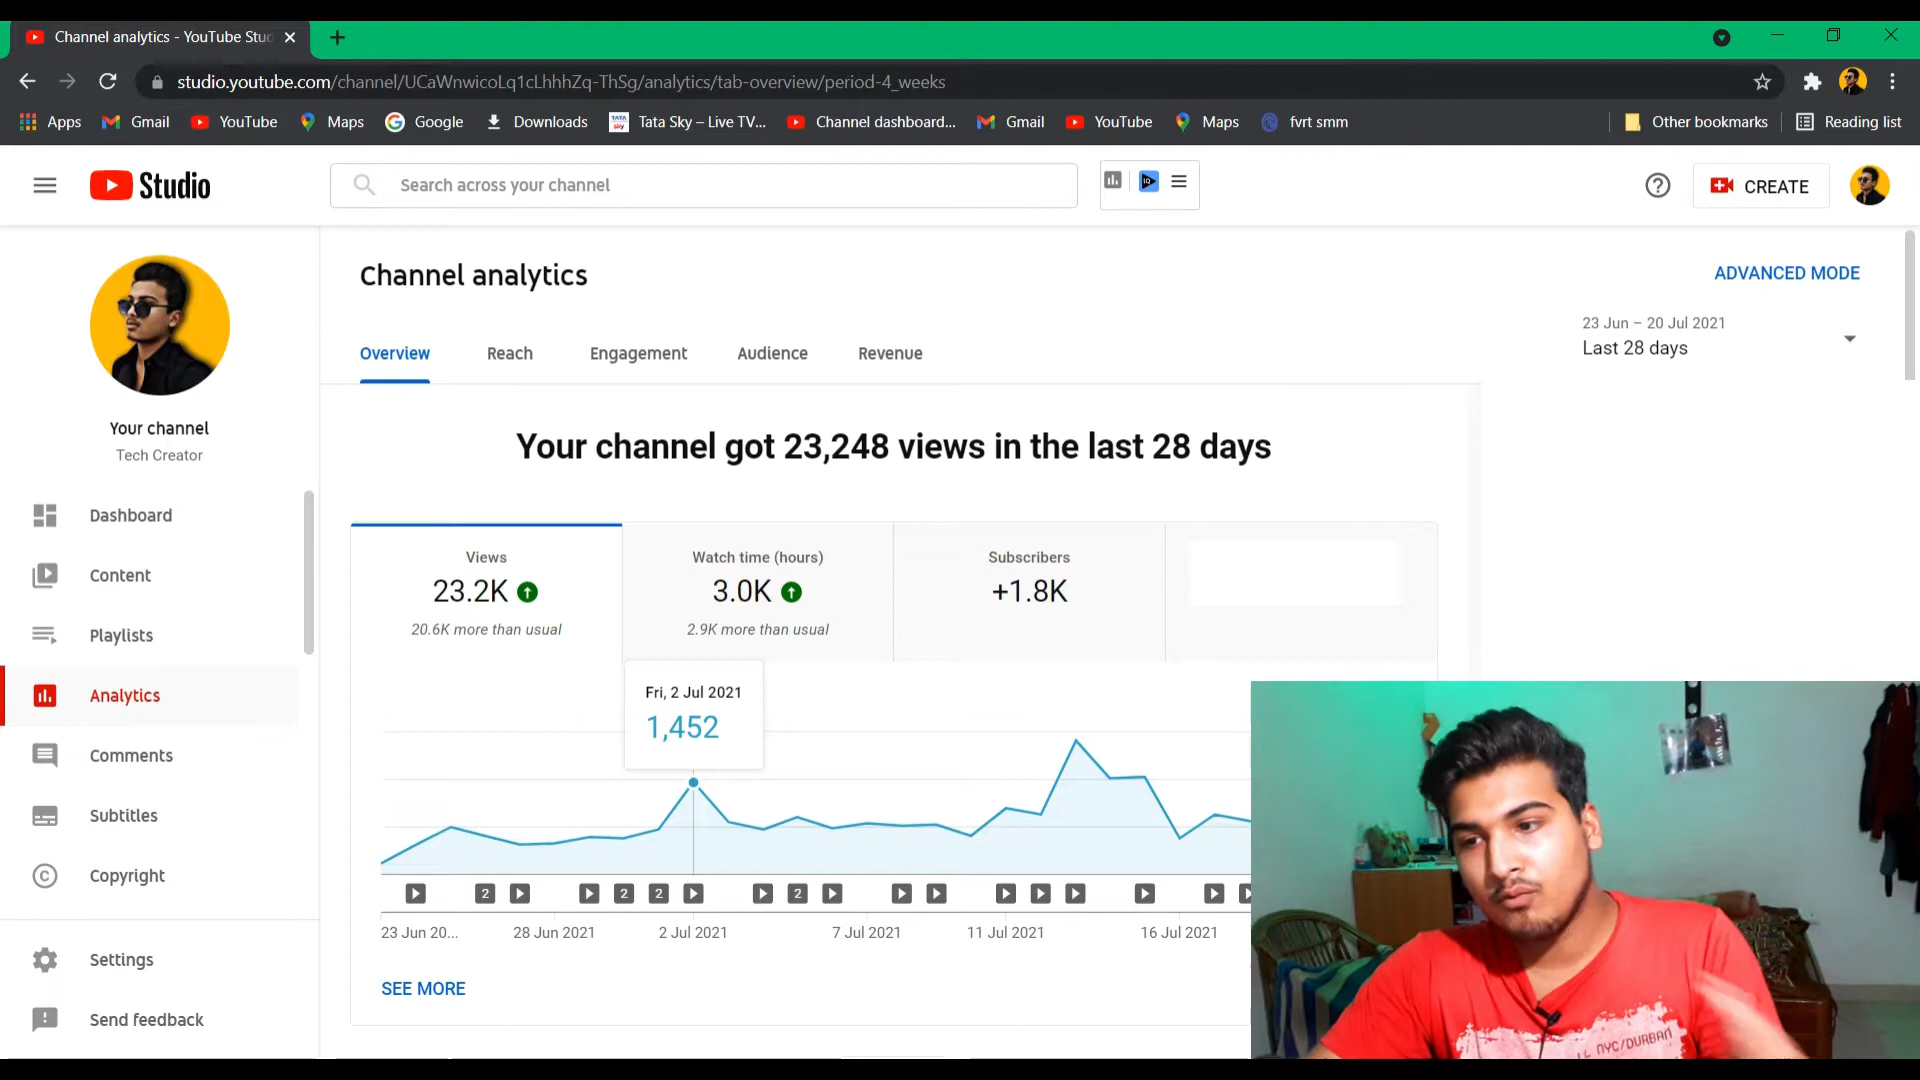 Channel analytics - YouTube Stu
studio.youtube.com/channel/UCaWnwicoLq1cLhhhZq-ThSg/analytics/tab-overview/period-4_weeks
Apps Gmail YouTube Maps Google Downloads Tata Sky – Live TV... Channel dashboard... Gmail YouTube Maps fvrt smm Other bookmarks Reading list
Studio
Search across your channel
CREATE
Your channel
Tech Creator
Dashboard
Content
Playlists
Analytics
Comments
Subtitles
Copyright
Settings
Send feedback
Channel analytics
ADVANCED MODE
23 Jun – 20 Jul 2021
Last 28 days
Overview Reach Engagement Audience Revenue
Your channel got 23,248 views in the last 28 days
Views
23.2K
20.6K more than usual
Watch time (hours)
3.0K
2.9K more than usual
Subscribers
+1.8K
Fri, 2 Jul 2021
1,452
2 2 2 2
23 Jun 20... 28 Jun 2021 2 Jul 2021 7 Jul 2021 11 Jul 2021 16 Jul 2021
SEE MORE
NYC/DURBAN